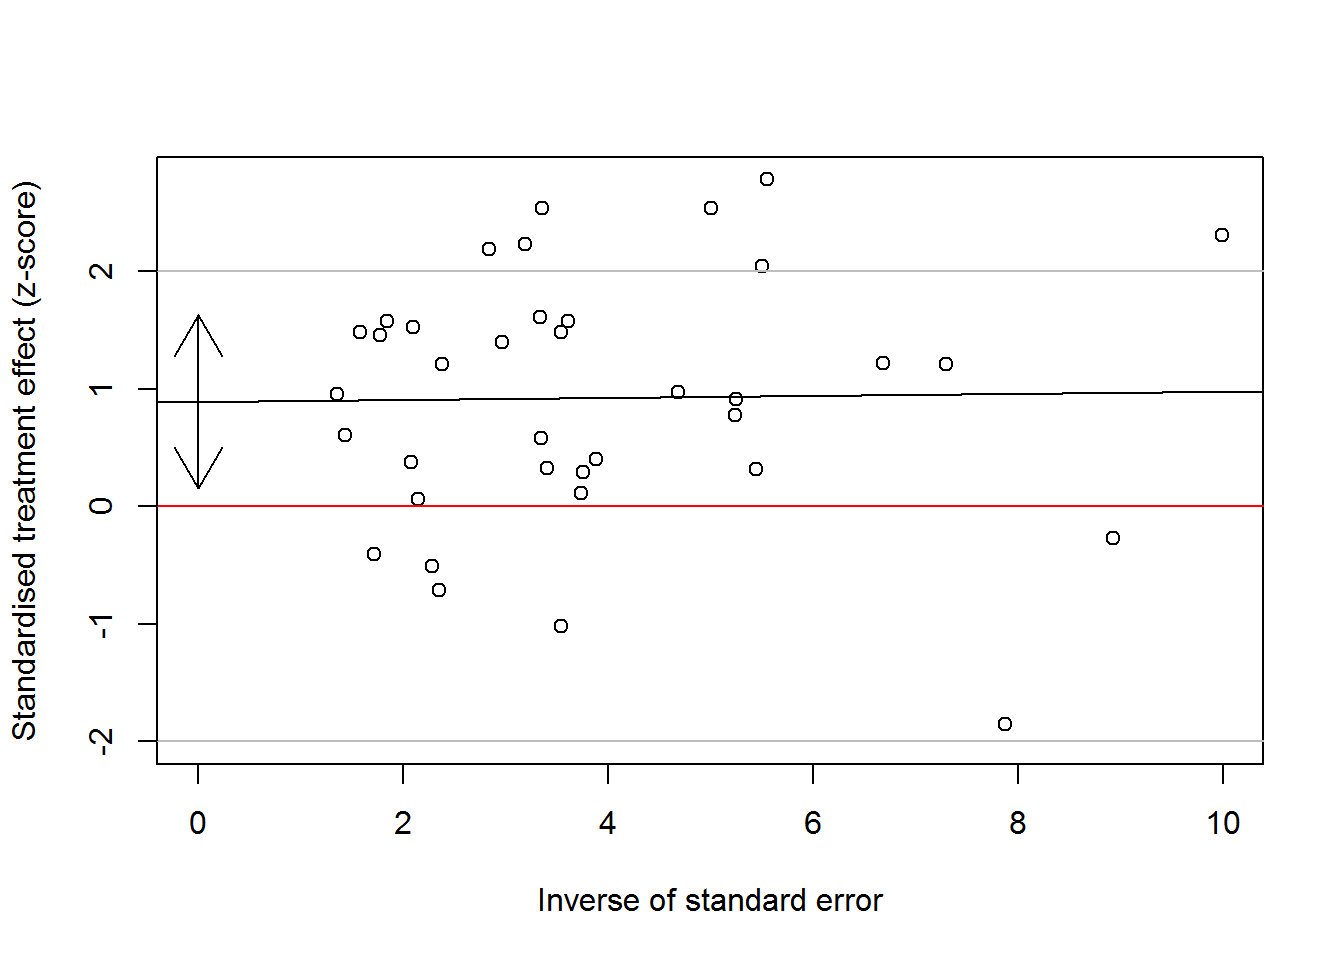 Standardised treatment effect (z-score)
2
1
0
-1
-2
0 2 4 6 8 10
Inverse of standard error